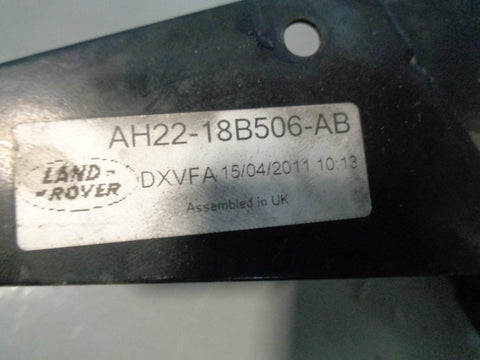 AH22-18B506-AB
LAND-
-ROVER
DXVFA 15/04/2011 10:13
Assembled in UK